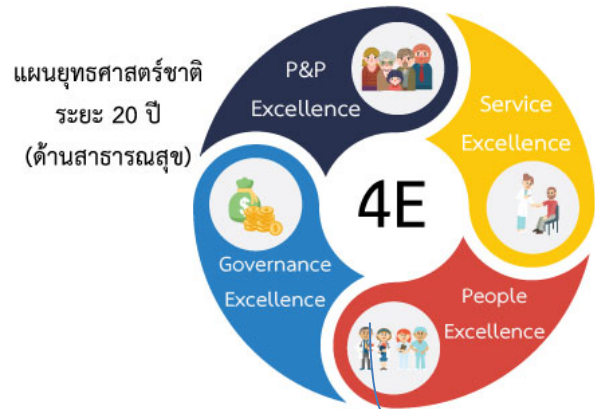 แผนยุทธศาสตร์ชาติ
ระยะ 20 ปี
(ด้านสาธารณสุข)
P&P
Excellence
Service
Excellence
4E
Governance
Excellence
People
Excellence